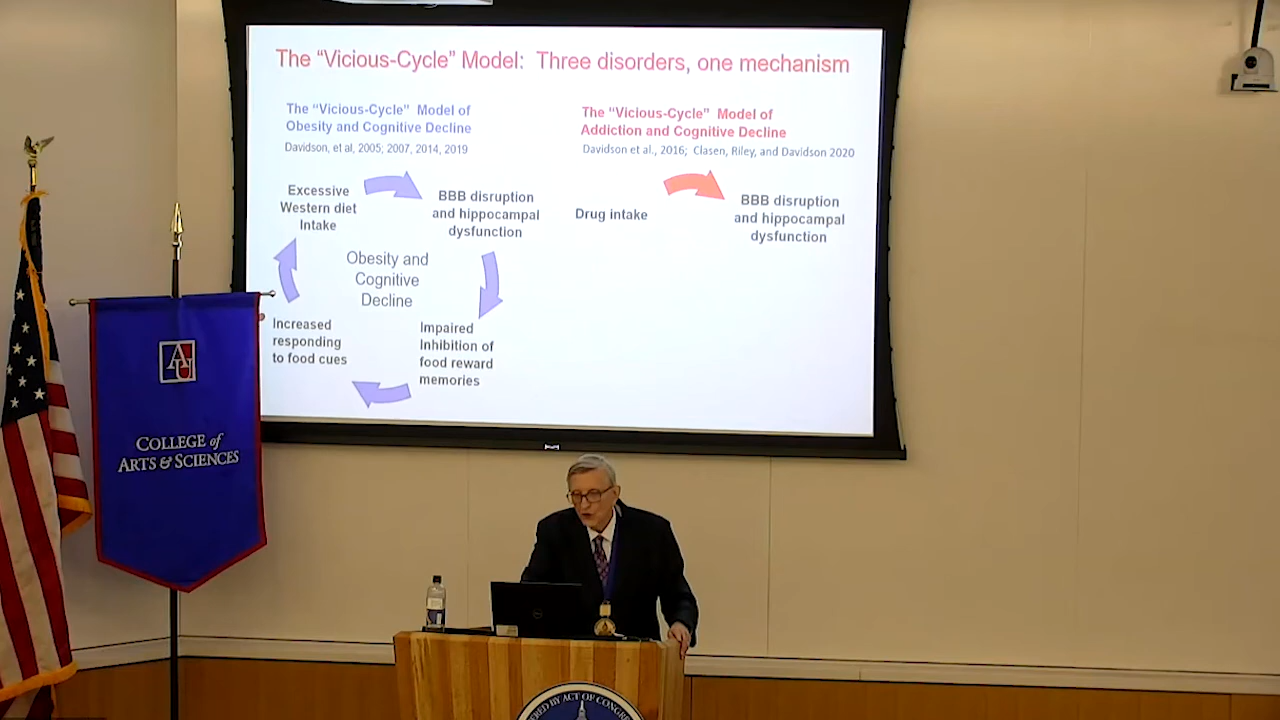 The “Vicious-Cycle” Model: Three disorders, one mechanism
The “Vicious-Cycle” Model of
Obesity and Cognitive Decline
Davidson, et al, 2005; 2007, 2014, 2019
Excessive
Western diet
Intake
BBB disruption
and hippocampal
dysfunction
Obesity and
Cognitive
Decline
Increased
responding
to food cues
Impaired
Inhibition of
food reward
memories
The “Vicious-Cycle” Model of
Addiction and Cognitive Decline
Davidson et al., 2016; Clasen, Riley, and Davidson 2020
Drug intake
BBB disruption
and hippocampal
dysfunction
AU
COLLEGE of
ARTS & SCIENCES
BY ACT OF